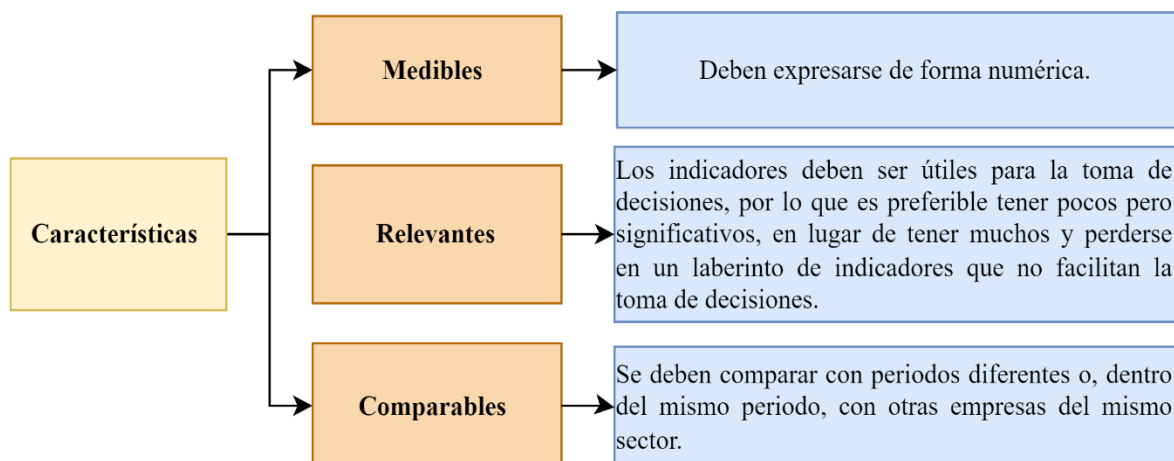 Medibles
Deben expresarse de forma numérica.
Características
Relevantes
Los indicadores deben ser útiles para la toma de
decisiones, por lo que es preferible tener pocos pero
significativos, en lugar de tener muchos y perderse
en un laberinto de indicadores que no facilitan la
toma de decisiones.
Comparables
Se deben comparar con periodos diferentes o, dentro
del mismo periodo, con otras empresas del mismo
sector.